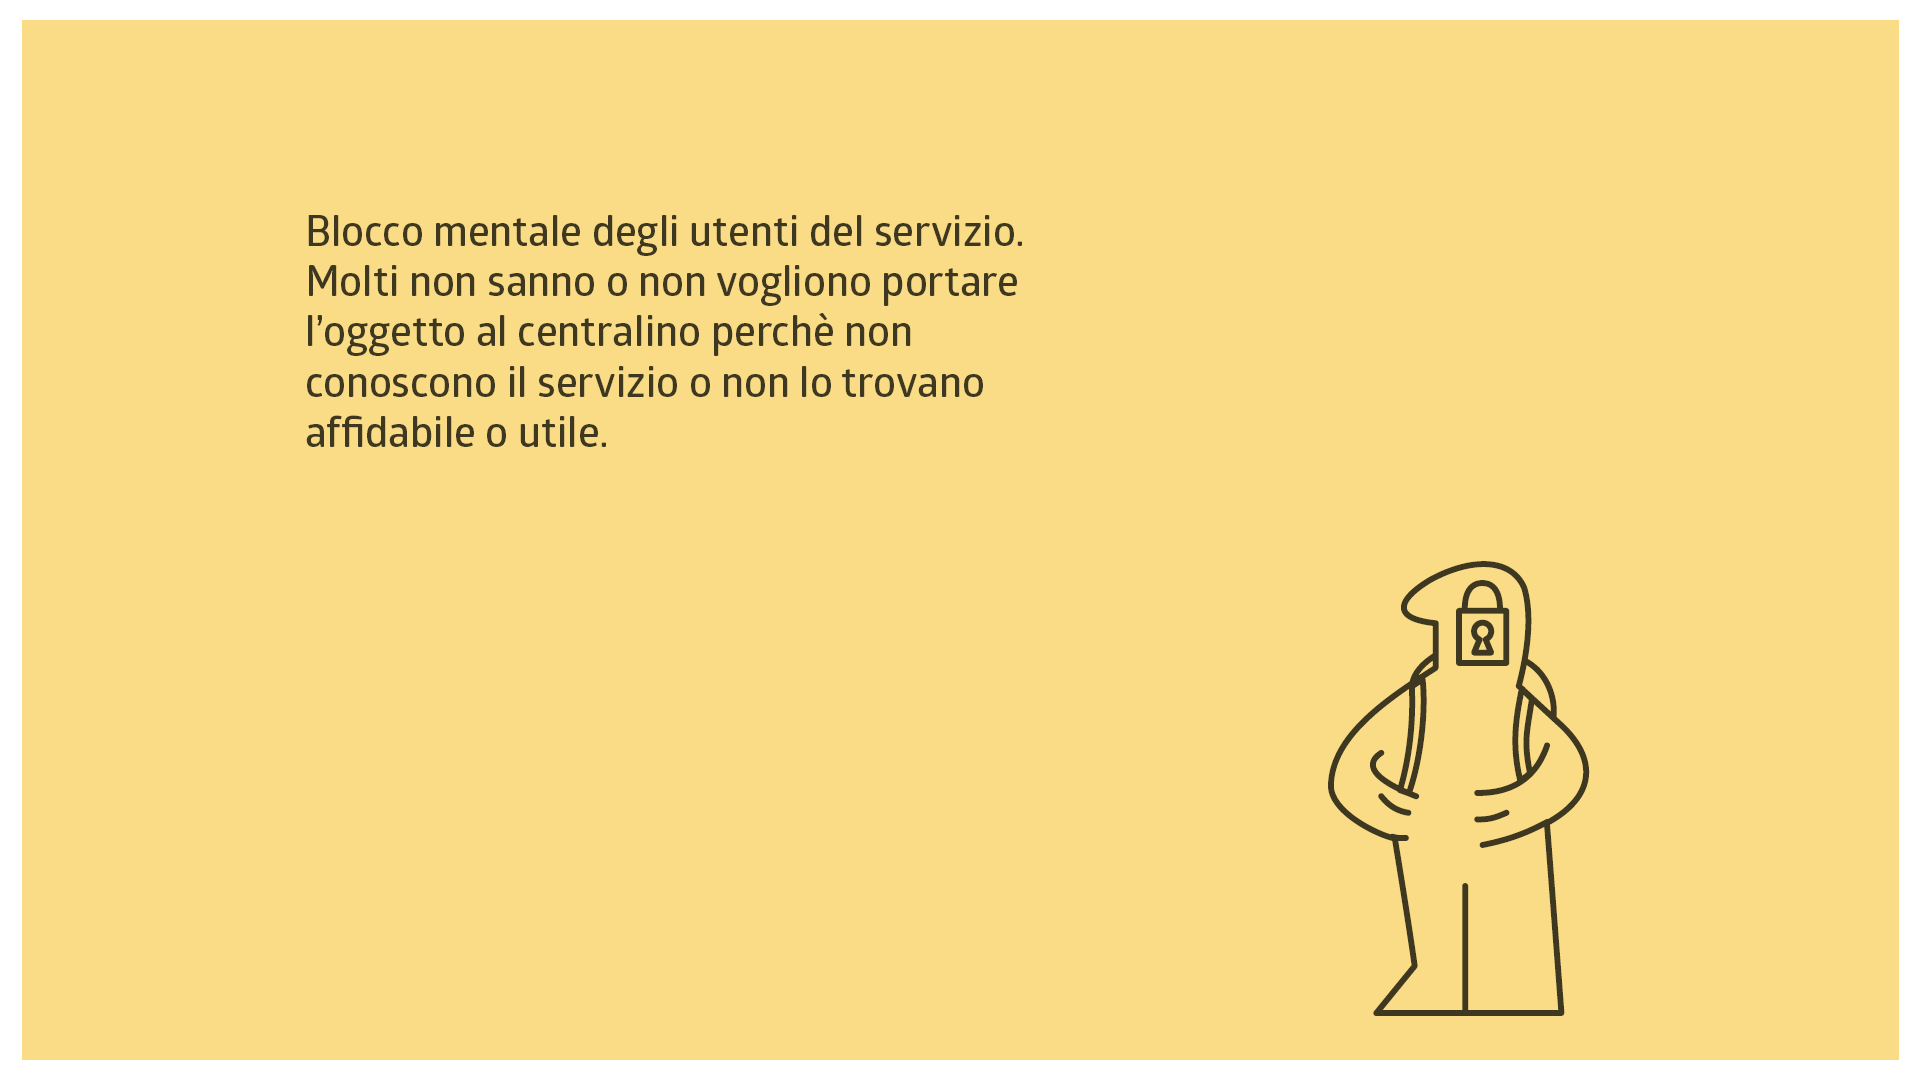 Blocco mentale degli utenti del servizio.
Molti non sanno o non vogliono portare
l’oggetto al centralino perchè non
conoscono il servizio o non lo trovano
affidabile o utile.